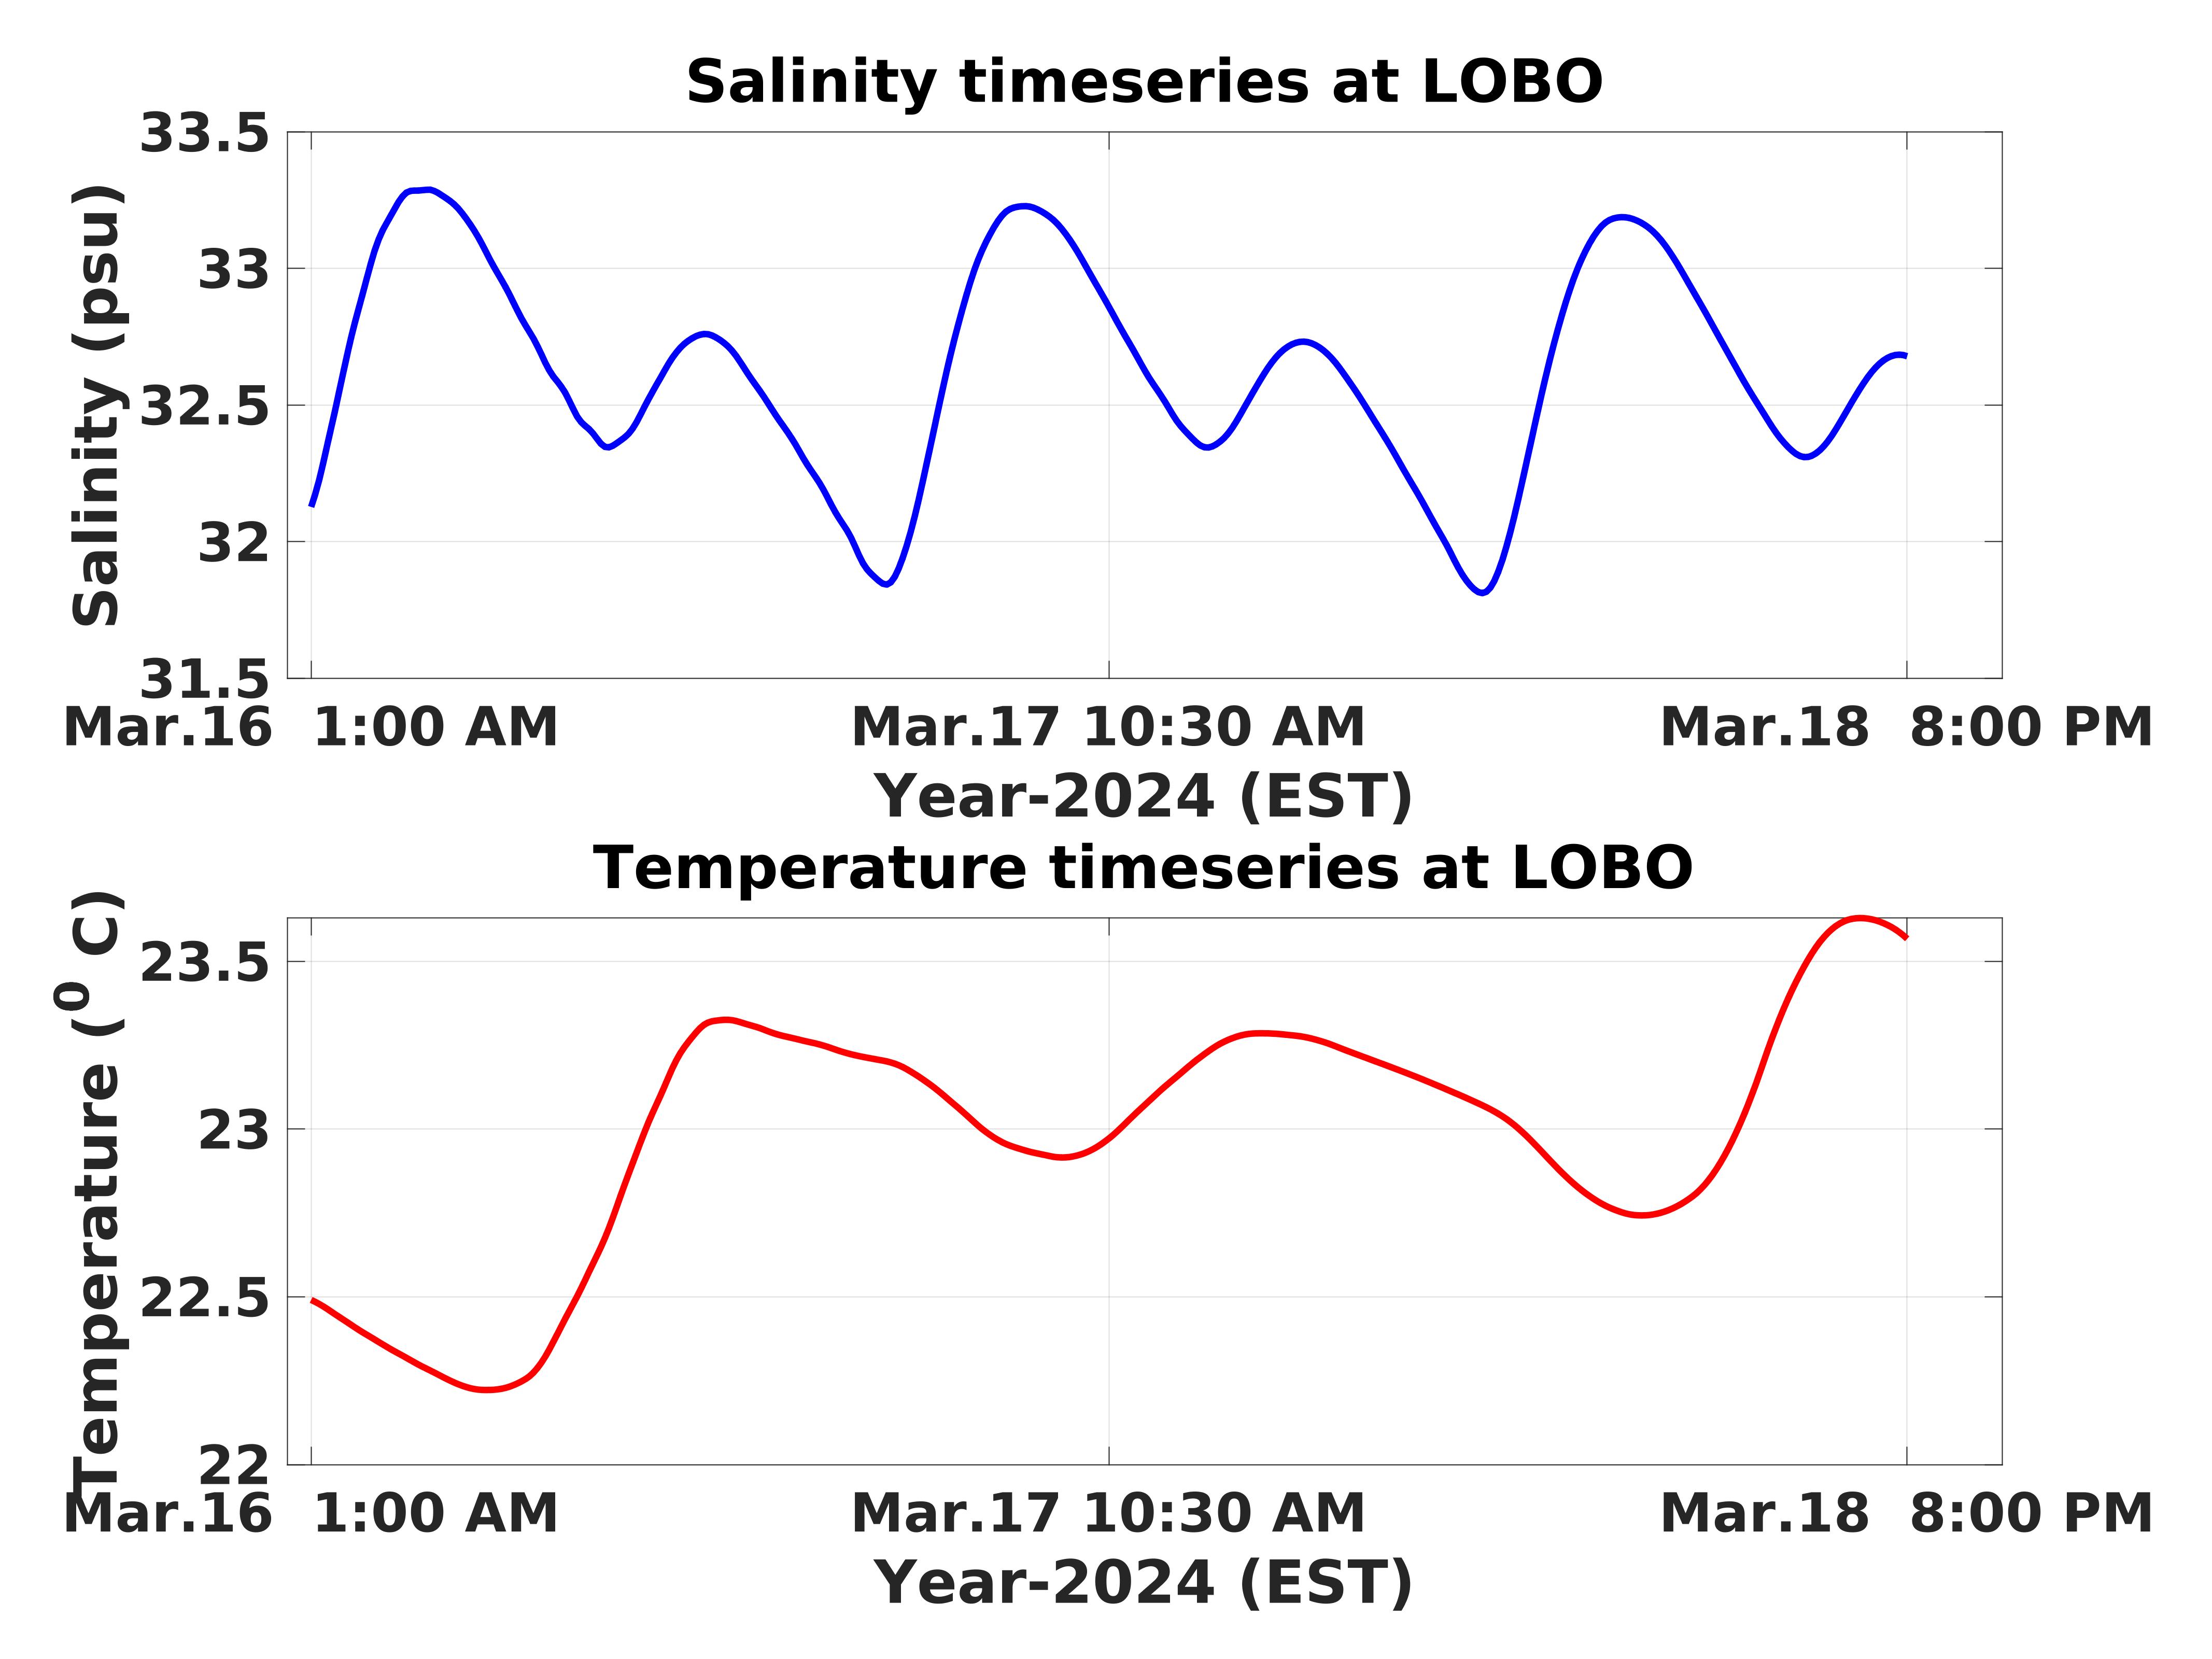 Salinity timeseries at LOBO
Salinity (psu)
33.5
33
32.5
32
31.5
Mar.16  1:00 AM
Mar.17 10:30 AM
Mar.18  8:00 PM
Year-2024 (EST)
Temperature timeseries at LOBO
Temperature (⁰ C)
23.5
23
22.5
22
Mar.16  1:00 AM
Mar.17 10:30 AM
Mar.18  8:00 PM
Year-2024 (EST)